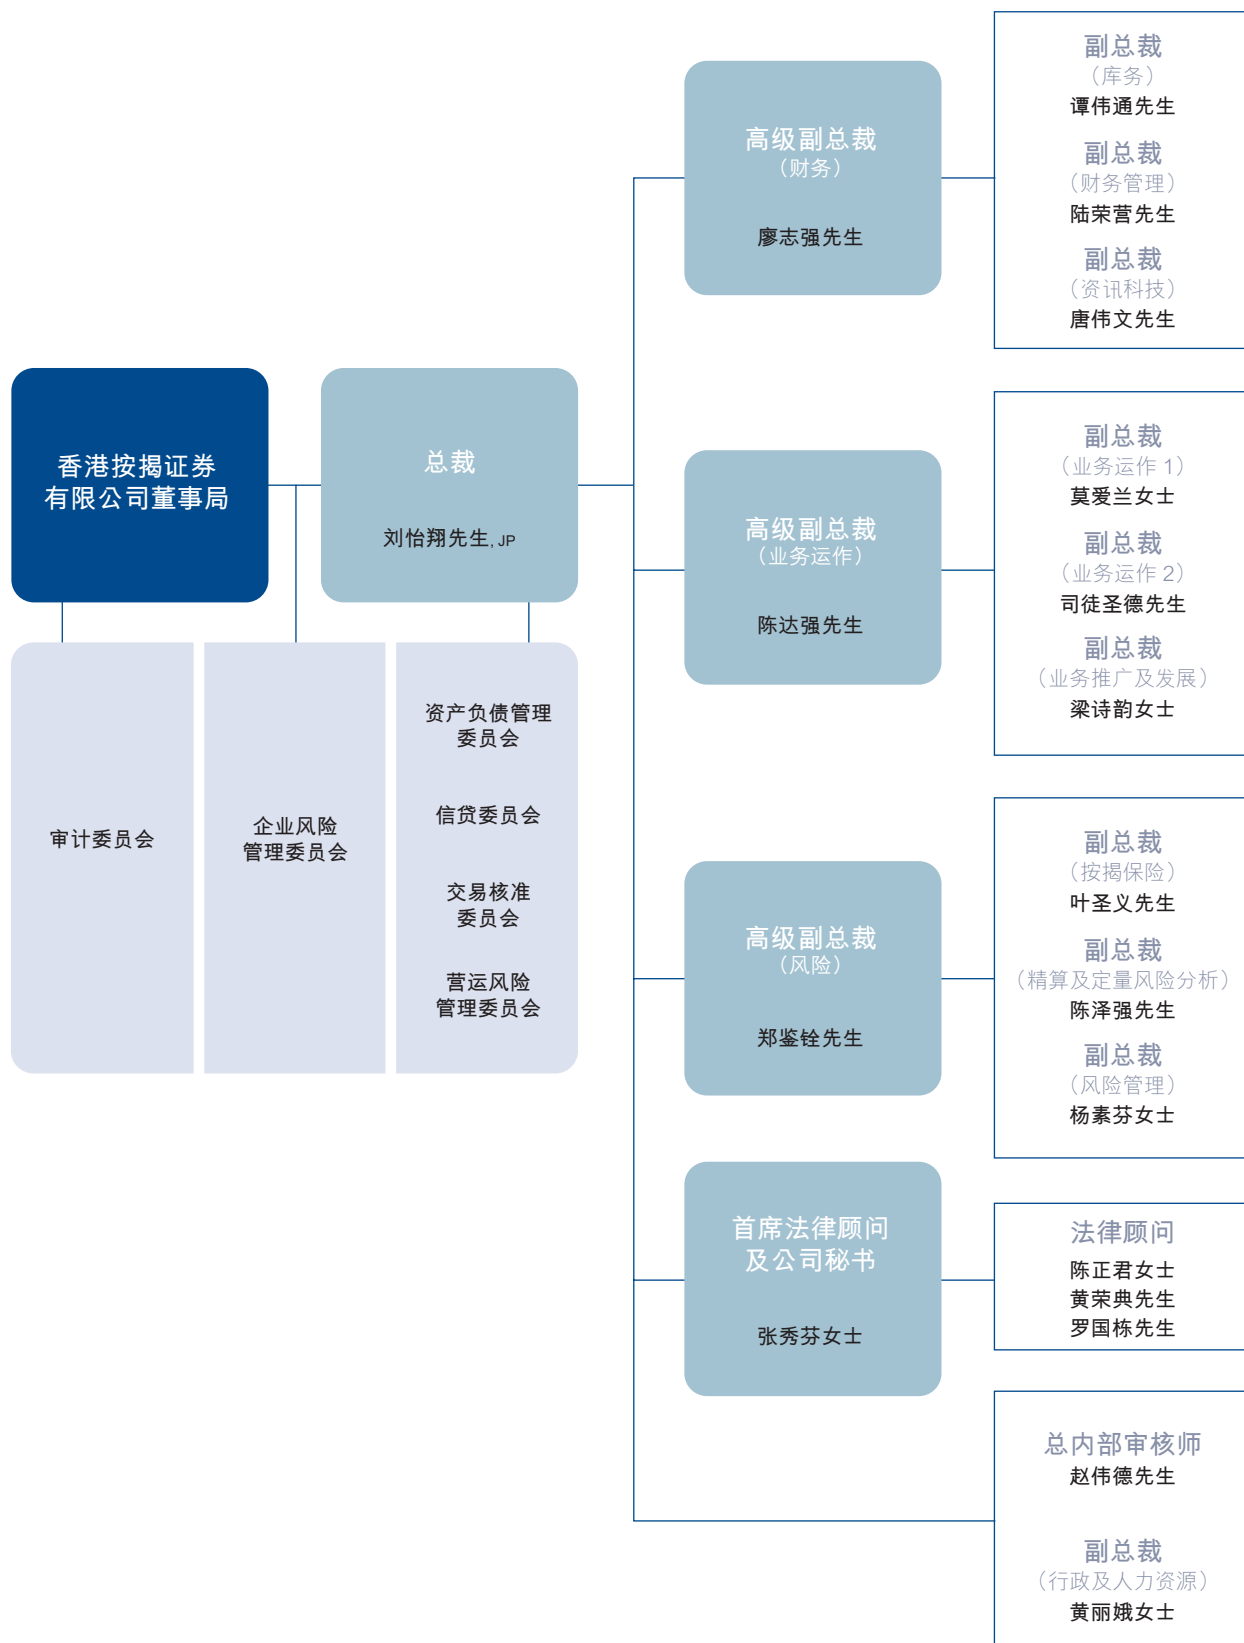 香港按揭证券
有限公司董事局
总裁
刘怡翔先生, JP
审计委员会
企业风险
管理委员会
资产负债管理
委员会
信贷委员会
交易核准
委员会
营运风险
管理委员会
高级副总裁
（财务）
廖志强先生
副总裁
（库务）
谭伟通先生
副总裁
（财务管理）
陆荣营先生
副总裁
（资讯科技）
唐伟文先生
高级副总裁
（业务运作）
陈达强先生
副总裁
（业务运作 1）
莫爱兰女士
副总裁
（业务运作 2）
司徒圣德先生
副总裁
（业务推广及发展）
梁诗韵女士
高级副总裁
（风险）
郑鉴铨先生
副总裁
（按揭保险）
叶圣义先生
副总裁
（精算及定量风险分析）
陈泽强先生
副总裁
（风险管理）
杨素芬女士
首席法律顾问
及公司秘书
张秀芬女士
法律顾问
陈正君女士
黄荣典先生
罗国栋先生
总内部审核师
赵伟德先生
副总裁
（行政及人力资源）
黄丽娥女士